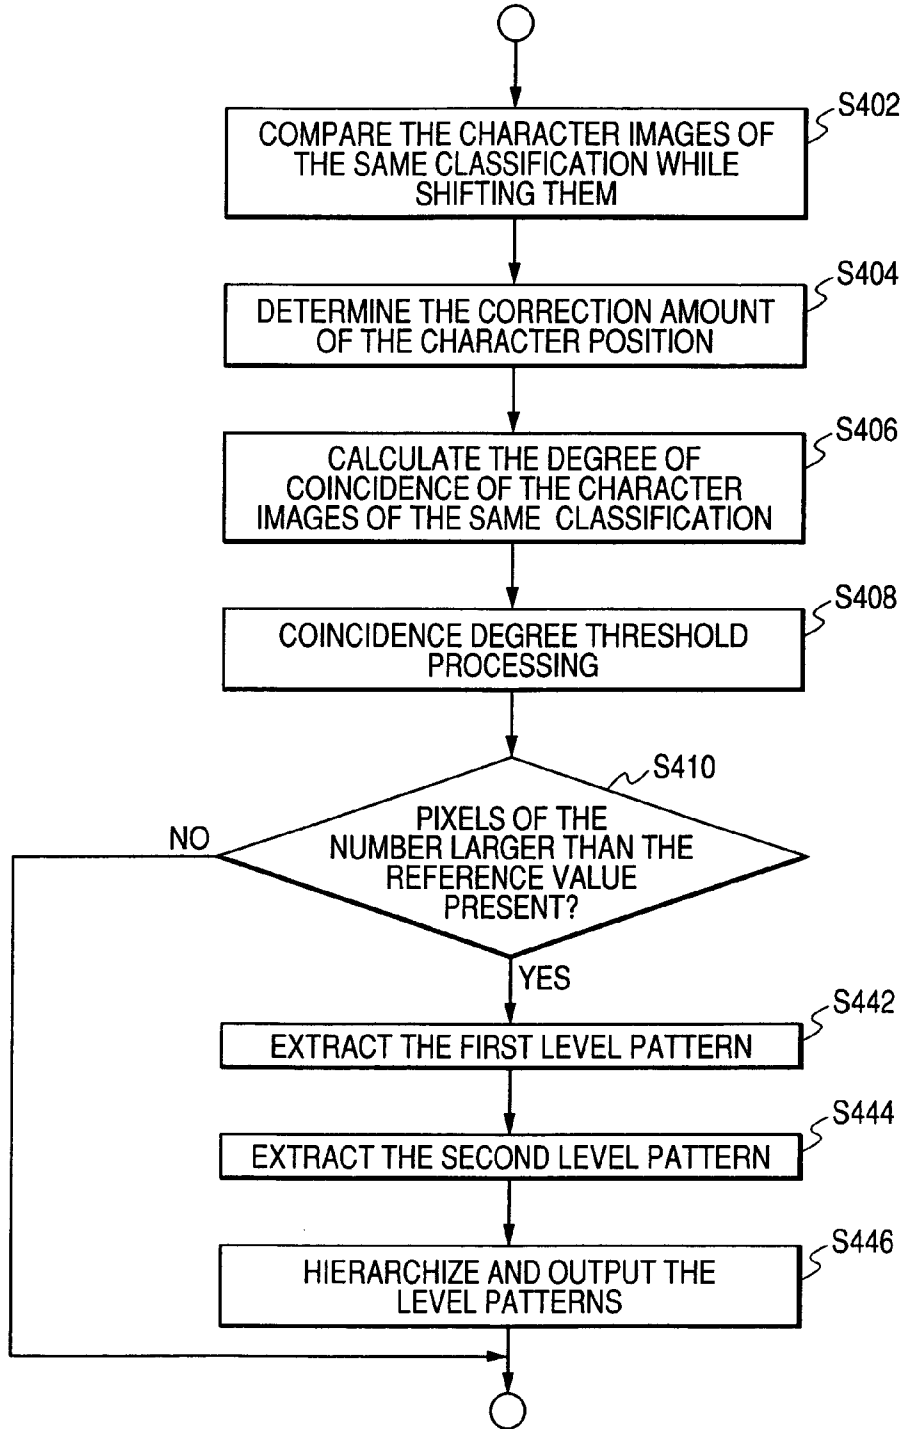 S402
COMPARE THE CHARACTER IMAGES OF
THE SAME CLASSIFICATION WHILE
SHIFTING THEM
S404
DETERMINE THE CORRECTION AMOUNT
OF THE CHARACTER POSITION
S406
CALCULATE THE DEGREE OF
COINCIDENCE OF THE CHARACTER
IMAGES OF THE SAME CLASSIFICATION
S408
COINCIDENCE DEGREE THRESHOLD
PROCESSING
S410
PIXELS OF THE
NUMBER LARGER THAN THE
REFERENCE VALUE
PRESENT?
NO
YES
S442
EXTRACT THE FIRST LEVEL PATTERN
S444
EXTRACT THE SECOND LEVEL PATTERN
S446
HIERARCHIZE AND OUTPUT THE
LEVEL PATTERNS